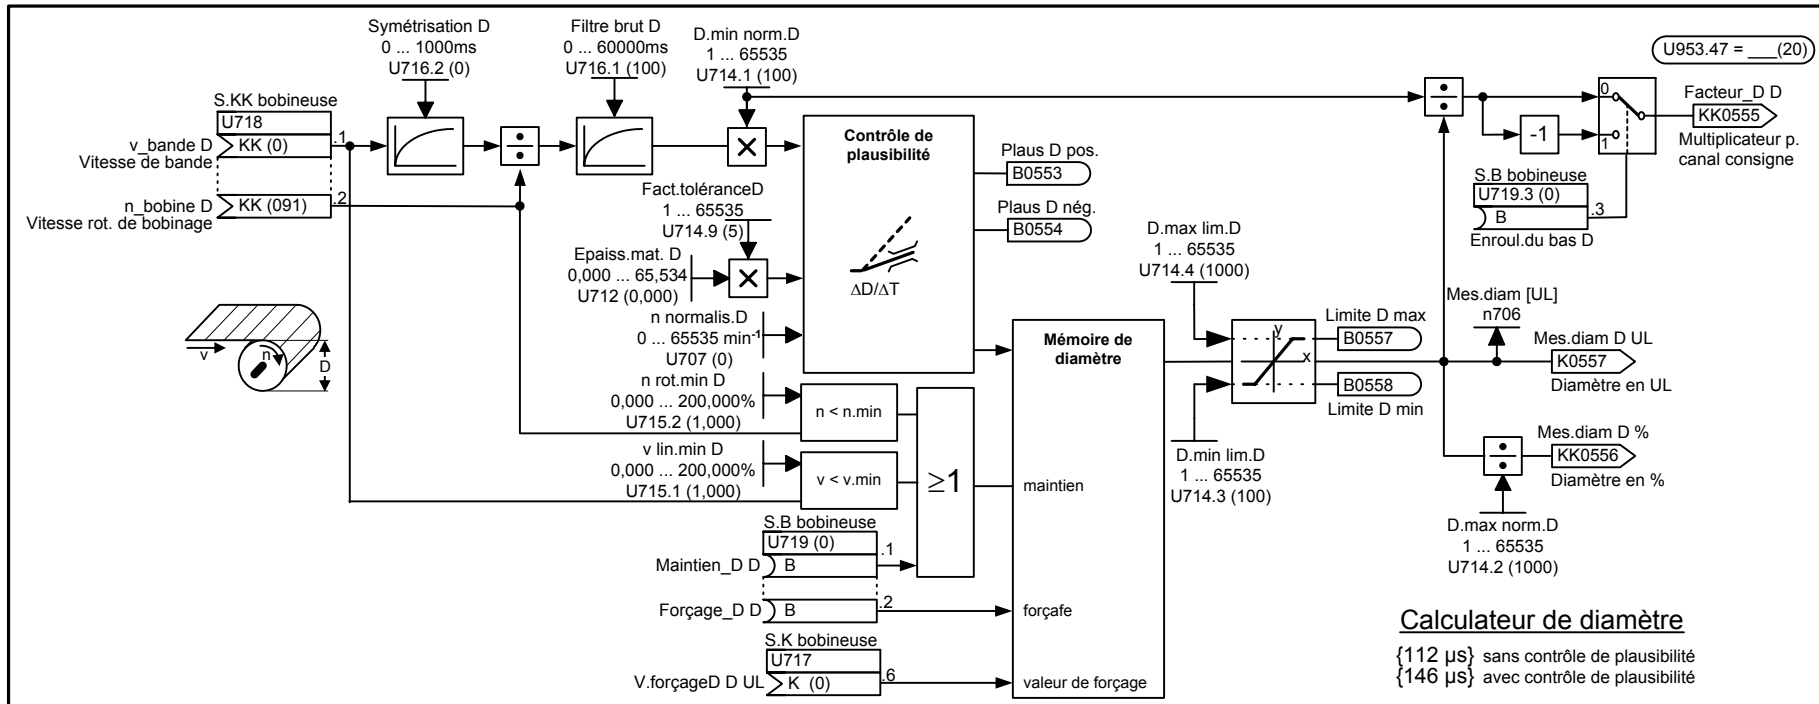 Symétrisation D
0 ... 1000ms
U716.2 (0)
Filtre brut D
0 ... 60000ms
U716.1 (100)
D.min norm.D
1 ... 65535
U714.1 (100)
U953.47 = ___(20)
S.KK bobineuse
U718
v_bande D
KK (0)
.1
Vitesse de bande
n_bobine D
KK (091)
.2
Vitesse rot. de bobinage
Contrôle de
plausibilité
ΔD/ΔT
Plaus D pos.
B0553
Plaus D nég.
B0554
Fact.toléranceD
1 ... 65535
U714.9 (5)
Epaiss.mat. D
0,000 ... 65,534
U712 (0,000)
n normalis.D
0 ... 65535 min-1
U707 (0)
n rot.min D
0,000 ... 200,000%
U715.2 (1,000)
n < n.min
v lin.min D
0,000 ... 200,000%
U715.1 (1,000)
v < v.min
≥1
v
n
D
S.B bobineuse
U719 (0)
Maintien_D D
B
.1
Forçage_D D
B
.2
S.K bobineuse
U717
V.forçageD D UL
K (0)
.6
Mémoire de
diamètre
maintien
forçafe
valeur de forçage
D.max lim.D
1 ... 65535
U714.4 (1000)
y
x
D.min lim.D
1 ... 65535
U714.3 (100)
Limite D max
B0557
B0558
Limite D min
0
-1
1
Facteur_D D
KK0555
Multiplicateur p.
canal consigne
S.B bobineuse
U719.3 (0)
B
.3
Enroul.du bas D
Mes.diam [UL]
n706
Mes.diam D UL
K0557
Diamètre en UL
Mes.diam D %
KK0556
Diamètre en %
D.max norm.D
1 ... 65535
U714.2 (1000)
Calculateur de diamètre
{112 µs} sans contrôle de plausibilité
{146 µs} avec contrôle de plausibilité